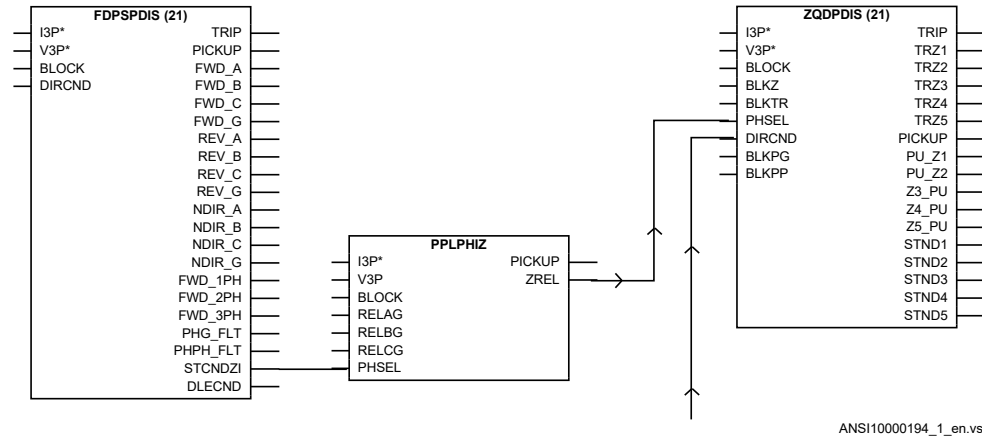 FDPSPDIS (21)
I3P*
V3P*
BLOCK
DIRCND
TRIP
PICKUP
FWD_A
FWD_B
FWD_C
FWD_G
REV_A
REV_B
REV_C
REV_G
NDIR_A
NDIR_B
NDIR_C
NDIR_G
FWD_1PH
FWD_2PH
FWD_3PH
PHG_FLT
PHPH_FLT
STCNDZI
DLECND
PPLPHIZ
I3P*
V3P
BLOCK
RELAG
RELBG
RELCG
PHSEL
PICKUP
ZREL
ZQDPDIS (21)
I3P*
V3P*
BLOCK
BLKZ
BLKTR
PHSEL
DIRCND
BLKPG
BLKPP
TRIP
TRZ1
TRZ2
TRZ3
TRZ4
TRZ5
PICKUP
PU_Z1
PU_Z2
Z3_PU
Z4_PU
Z5_PU
STND1
STND2
STND3
STND4
STND5
ANSI10000194_1_en.vs